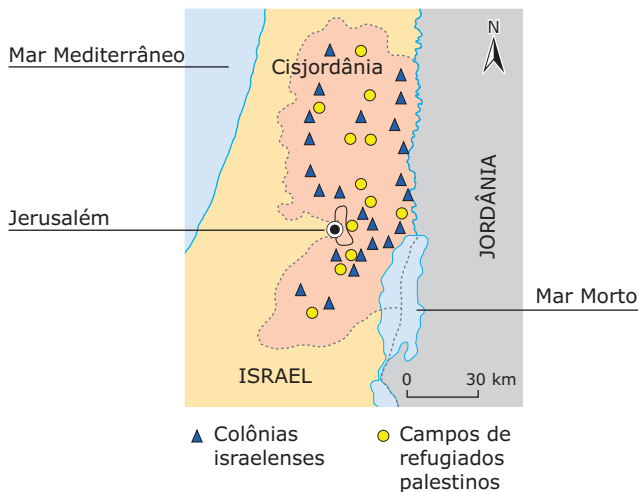 N
Mar Mediterrâneo
Cisjordânia
Jerusalém
JORDÂNIA
Mar Morto
ISRAEL
0 30 km
Colônias
israelenses
Campos de
refugiados
palestinos